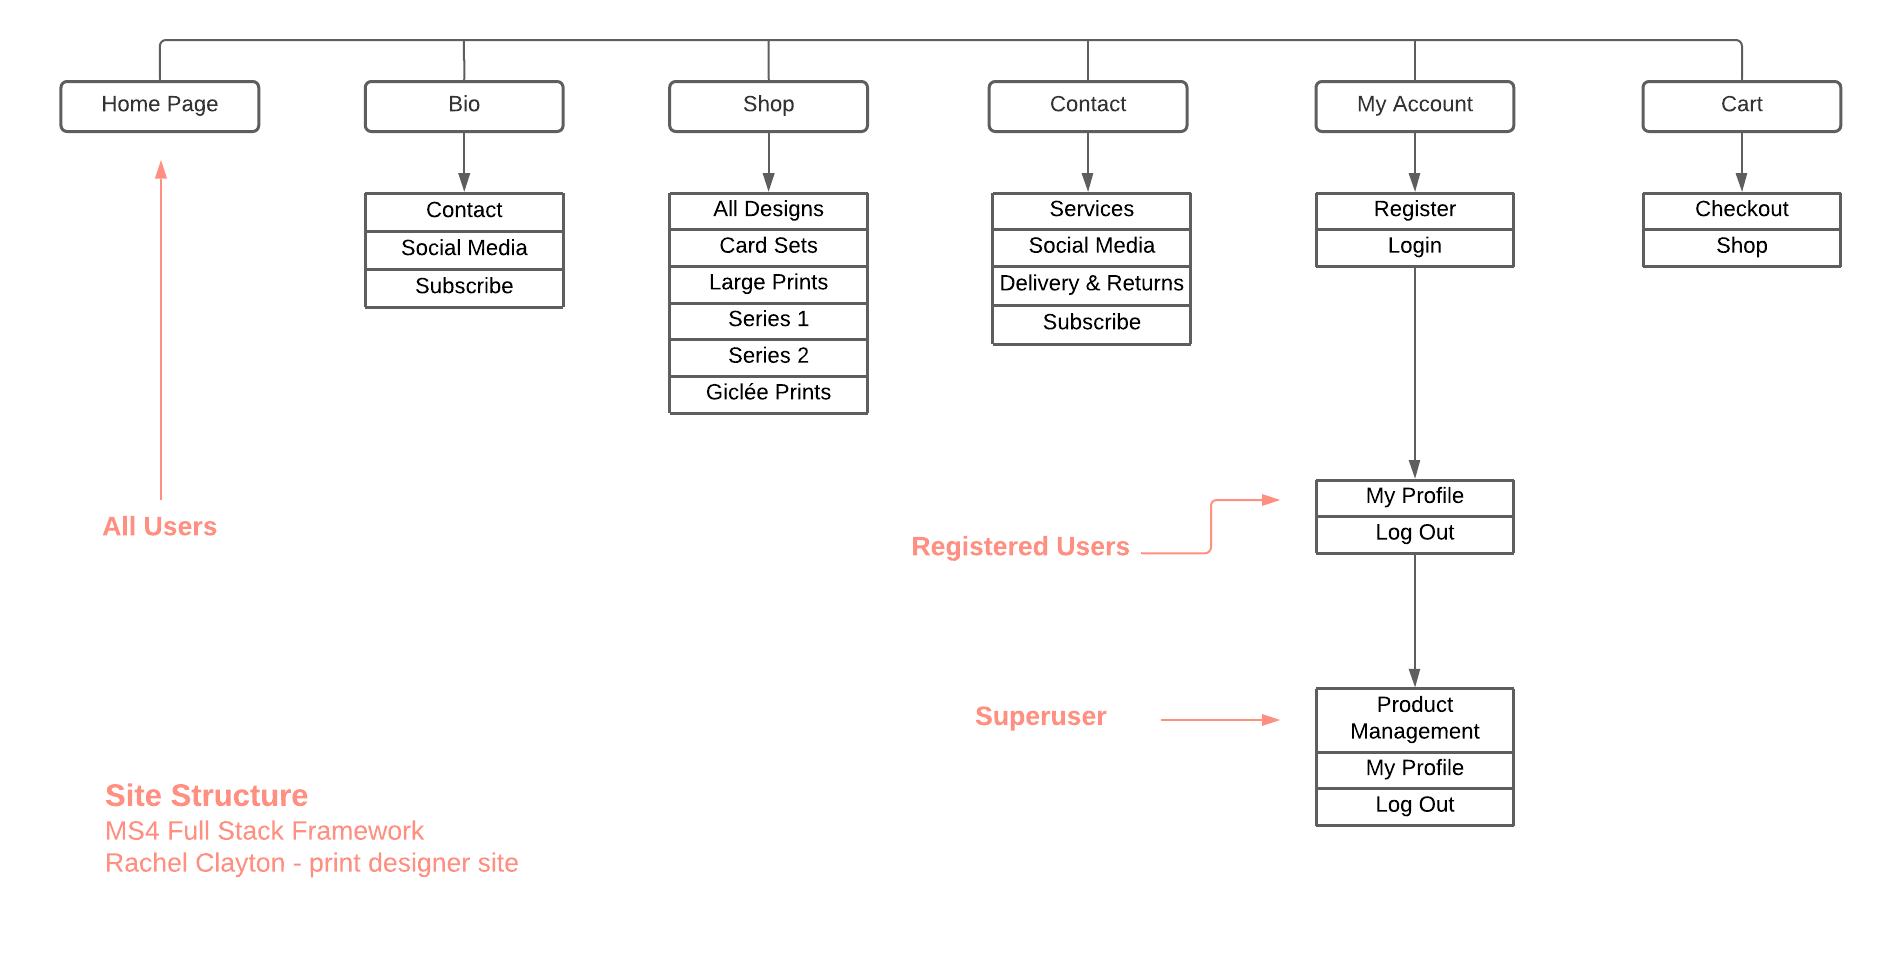 Home Page
Bio
Shop
Contact
My Account
Cart
Contact
Social Media
Subscribe
All Designs
Card Sets
Large Prints
Series 1
Series 2
Giclée Prints
Services
Social Media
Delivery & Returns
Subscribe
Register
Login
Checkout
Shop
All Users
Registered Users
My Profile
Log Out
Superuser
Product
Management
My Profile
Log Out
Site Structure
MS4 Full Stack Framework
Rachel Clayton - print designer site